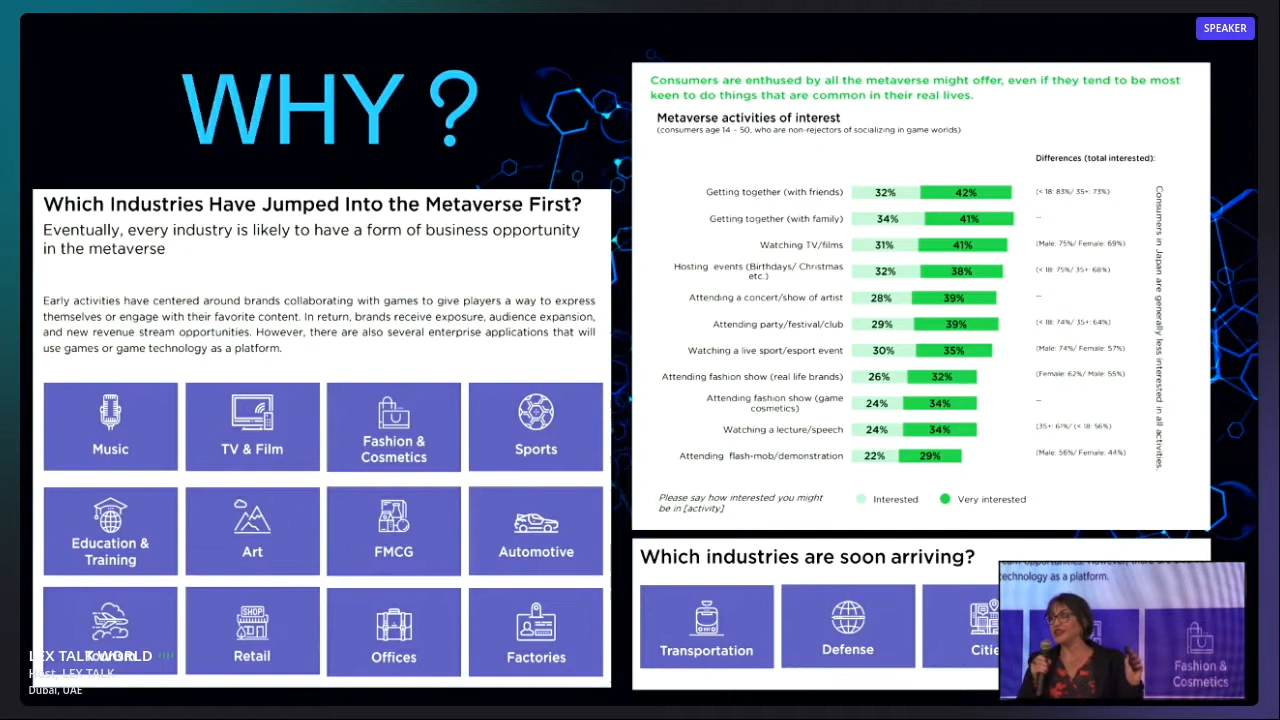 SPEAKER
WHY ?
Which Industries Have Jumped Into the Metaverse First?
Eventually, every industry is likely to have a form of business opportunity
in the metaverse
Early activities have centered around brands collaborating with games to give players a way to express
themselves or engage with their favorite content. In return, brands receive exposure, audience expansion,
and new revenue stream opportunities. However, there are also several enterprise applications that will
use games or game technology as a platform.
Music
TV & Film
Fashion &
Cosmetics
Sports
Education &
Training
Art
FMCG
Automotive
SHOP
Retail
Offices
Factories
LEX TALK WORLD
Host, LEX TALK
Dubai, UAE
Consumers are enthused by all the metaverse might offer, even if they tend to be most
keen to do things that are common in their real lives.
Metaverse activities of interest
(consumers age 14 - 50, who are non-rejectors of socializing in game worlds)
Differences (total interested):
Getting together (with friends) 32% 42% (< 18: 83%/ 35+: 73%)
Getting together (with family) 34% 41% --
Watching TV/films 31% 41% (Male: 75%/ Female: 69%)
Hosting events (Birthdays/ Christmas
etc.) 32% 38% (< 18: 75%/ 35+: 68%)
Attending a concert/show of artist 28% 39% --
Attending party/festival/club 29% 39% (< 18: 74%/ 35+: 64%)
Watching a live sport/esport event 30% 35% (Male: 74%/ Female: 57%)
Attending fashion show (real life brands) 26% 32% (Female: 62%/ Male: 55%)
Attending fashion show (game
cosmetics) 24% 34% --
Watching a lecture/speech 24% 34% (35+: 61%/ (< 18: 56%)
Attending flash-mob/demonstration 22% 29% (Male: 56%/ Female: 44%)
Consumers in Japan are generally less interested in all activities.
Please say how interested you might
be in [activity]
Interested
Very interested
Which industries are soon arriving?
Transportation
Defense
Citie
technology as a platform.
Fashion &
Cosmetics